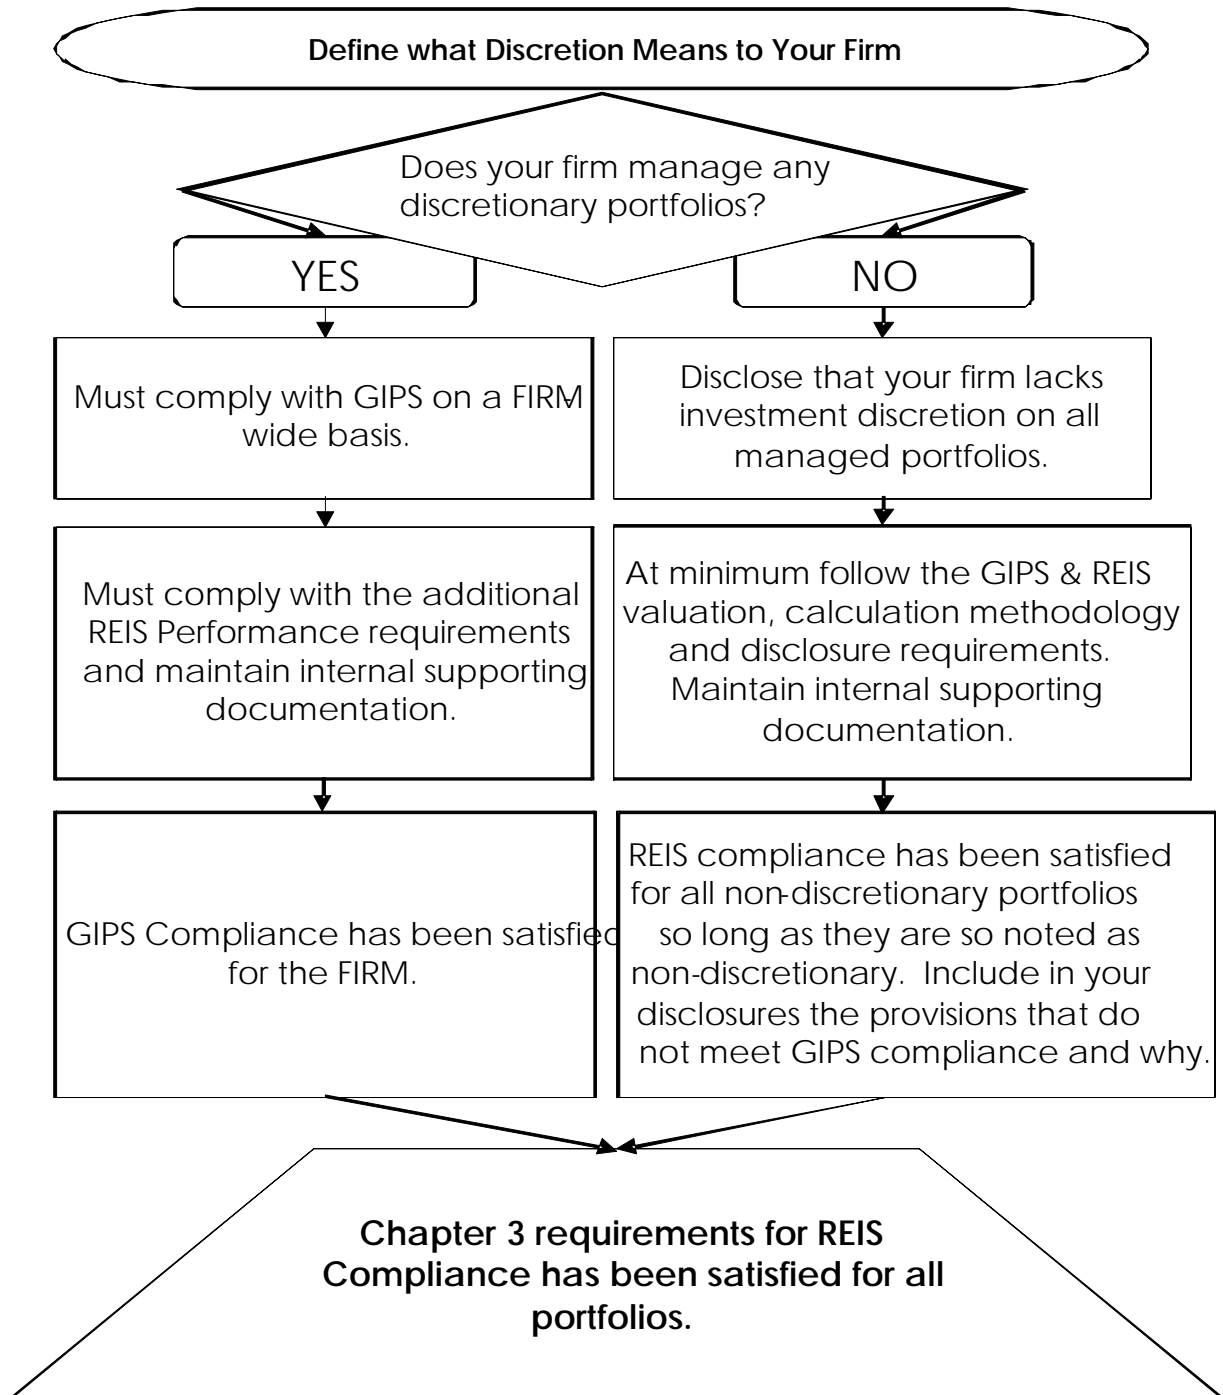 Define what Discretion Means to Your Firm
Does your firm manage any
discretionary portfolios?
YES
NO
Must comply with GIPS on a FIRM-
wide basis.
Disclose that your firm lacks
investment discretion on all
managed portfolios.
Must comply with the additional
REIS Performance requirements
and maintain internal supporting
documentation.
At minimum follow the GIPS & REIS
valuation, calculation methodology
and disclosure requirements.
Maintain internal supporting
documentation.
GIPS Compliance has been satisfied
for the FIRM.
REIS compliance has been satisfied
for all non-discretionary portfolios
so long as they are so noted as
non-discretionary.  Include in your
disclosures the provisions that do
not meet GIPS compliance and why.
Chapter 3 requirements for REIS
Compliance has been satisfied for all
portfolios.